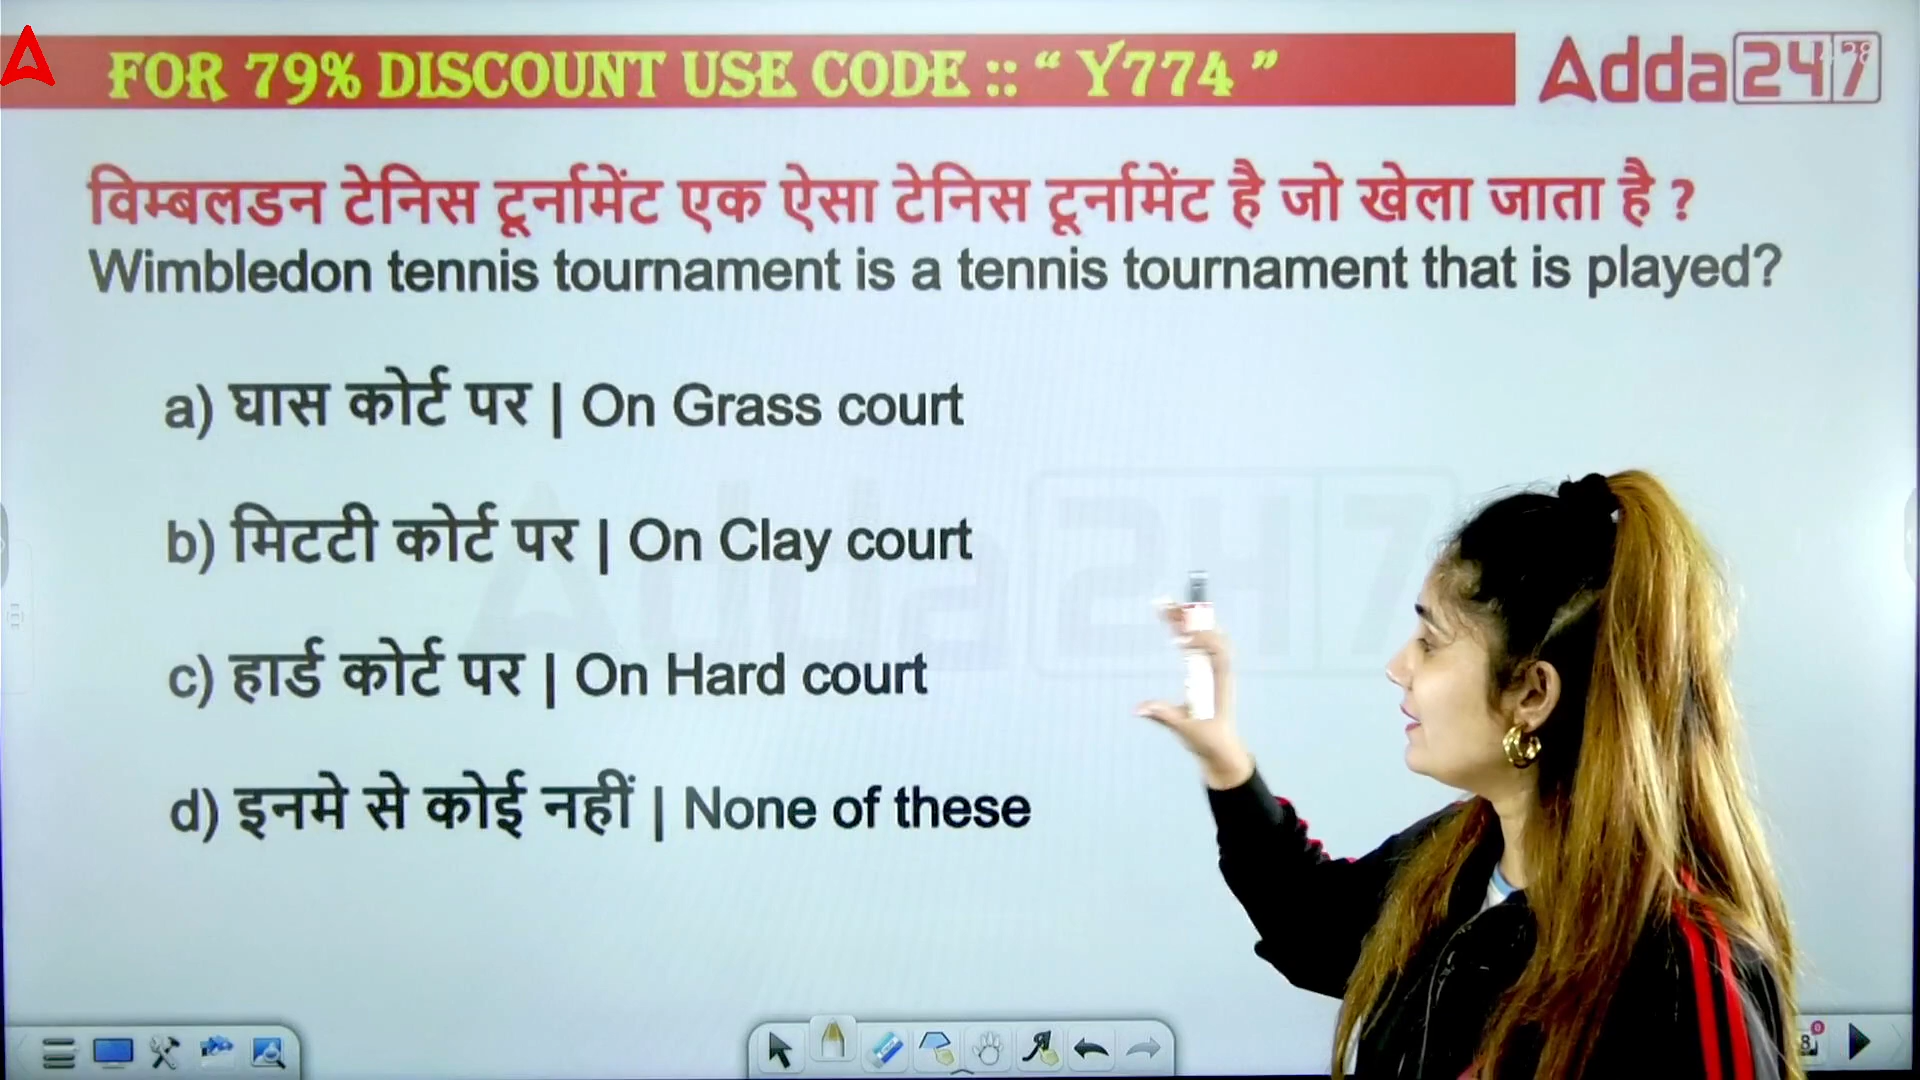 FOR 79% DISCOUNT USE CODE :: “ Y774 ”
Adda247
विम्बलडन टेनिस टूर्नामेंट एक ऐसा टेनिस टूर्नामेंट है जो खेला जाता है ?
Wimbledon tennis tournament is a tennis tournament that is played?
a) घास कोर्ट पर | On Grass court
b) मिटटी कोर्ट पर | On Clay court
c) हार्ड कोर्ट पर | On Hard court
d) इनमे से कोई नहीं | None of these
Adda247